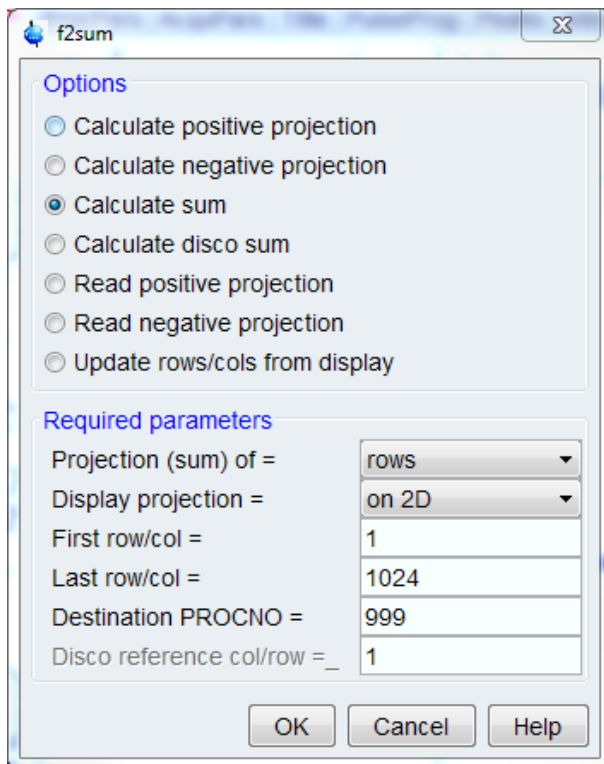 f2sum
Options
Calculate positive projection
Calculate negative projection
Calculate sum
Calculate disco sum
Read positive projection
Read negative projection
Update rows/cols from display
Required parameters
Projection (sum) of = rows
Display projection = on 2D
First row/col = 1
Last row/col = 1024
Destination PROCNO = 999
Disco reference col/row =_ 1
OK Cancel Help